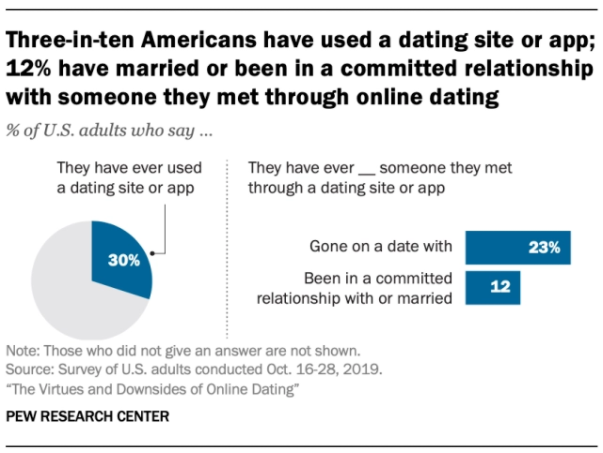 Three-in-ten Americans have used a dating site or app;
12% have married or been in a committed relationship
with someone they met through online dating
% of U.S. adults who say ...
They have ever used
a dating site or app
30%
They have ever __ someone they met
through a dating site or app
Gone on a date with
23%
Been in a committed
relationship with or married
12
Note: Those who did not give an answer are not shown.
Source: Survey of U.S. adults conducted Oct. 16-28, 2019.
“The Virtues and Downsides of Online Dating”
PEW RESEARCH CENTER